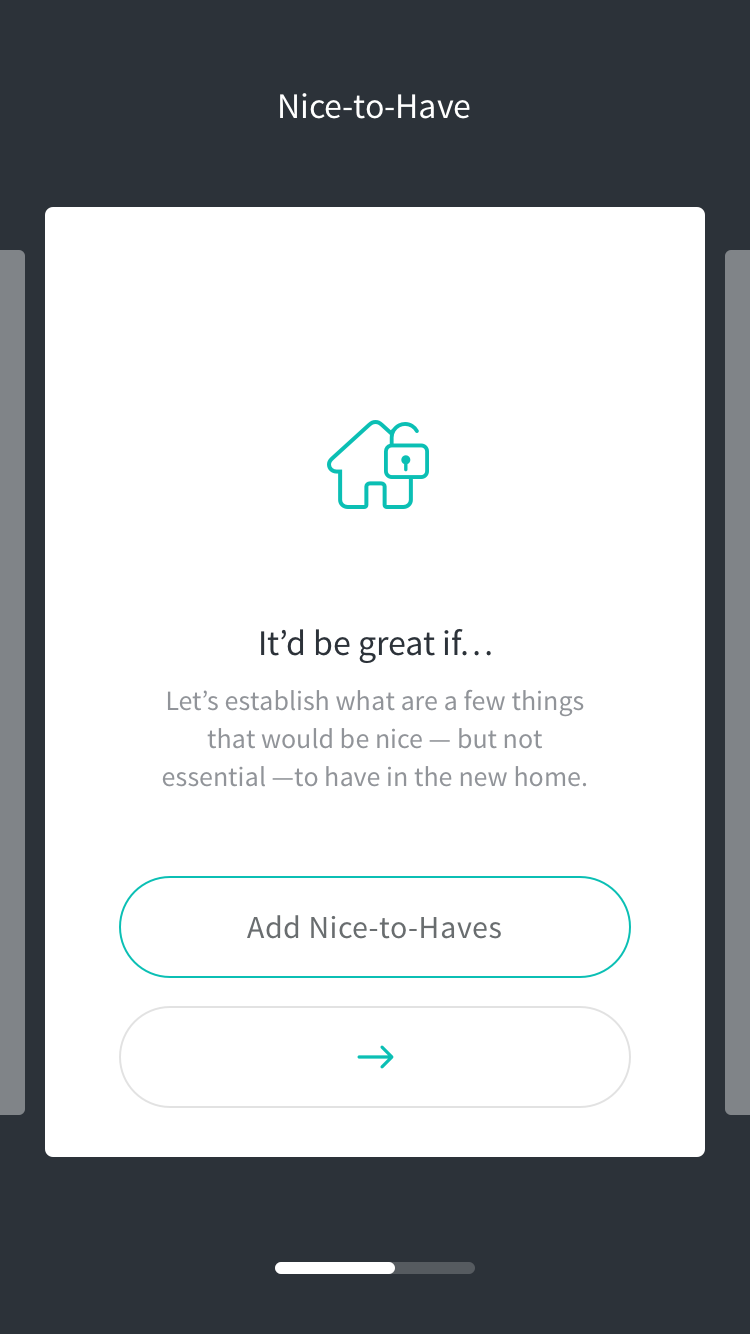 Nice-to-Have
It’d be great if…
Let’s establish what are a few things
that would be nice — but not
essential —to have in the new home.
Add Nice-to-Haves